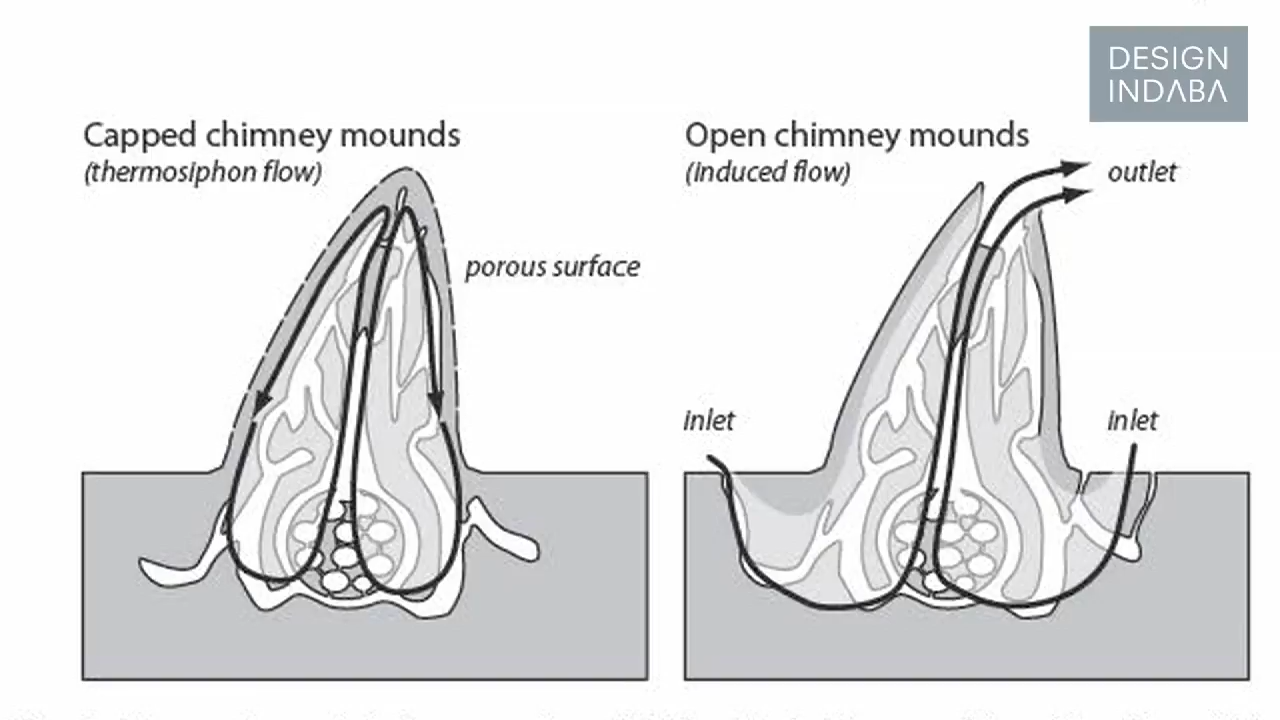 DESIGN
INDABA
Capped chimney mounds
(thermosiphon flow)
porous surface
Open chimney mounds
(induced flow)
outlet
inlet
inlet